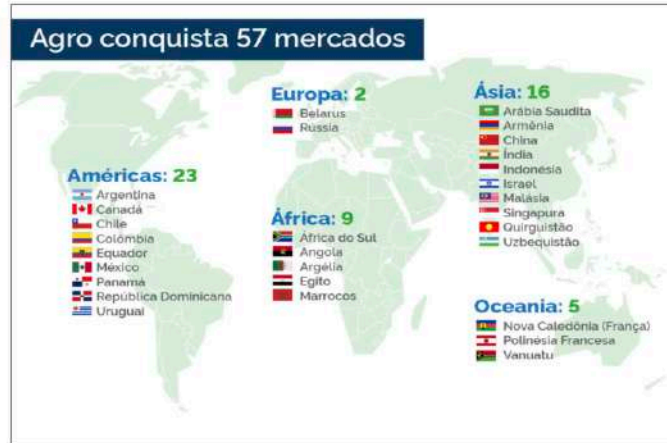 Agro conquista 57 mercados
Europa: 2
Belarus
Rússia
Ásia: 16
Arábia Saudita
Armênia
China
Índia
Indonésia
Israel
Malásia
Singapura
Quirguistão
Uzbequistão
Américas: 23
Argentina
Canadá
Chile
Colômbia
Equador
México
Panamá
República Dominicana
Uruguai
África: 9
África do Sul
Angola
Argélia
Egito
Marrocos
Oceania: 5
Nova Caledônia (França)
Polinésia Francesa
Vanuatu